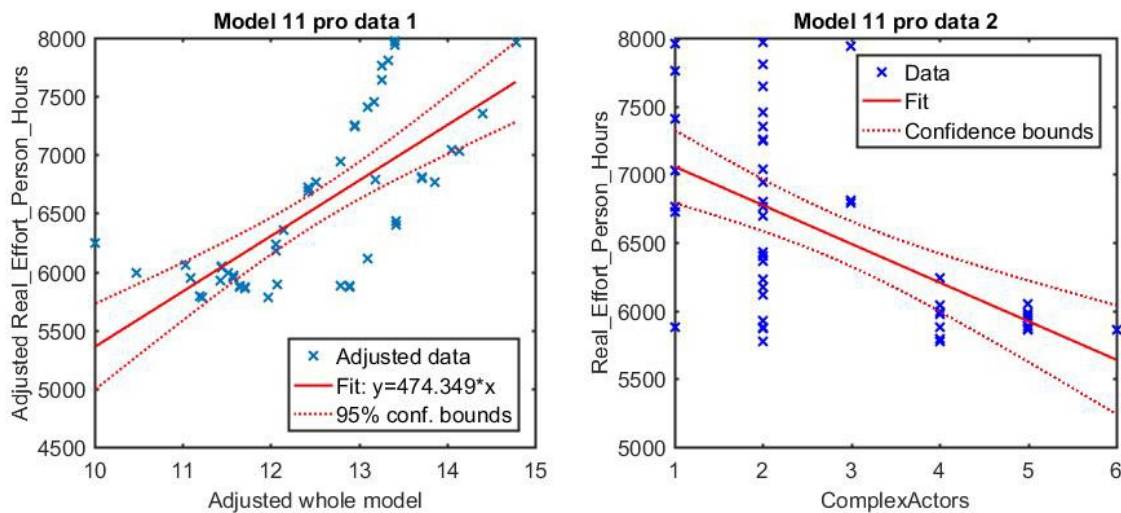 Model 11 pro data 1
Adjusted Real_Effort_Person_Hours
8000
7500
7000
6500
6000
5500
5000
4500
Adjusted data
Fit: y=474.349*x
95% conf. bounds
10 11 12 13 14 15
Adjusted whole model
Model 11 pro data 2
Real_Effort_Person_Hours
8000
7500
7000
6500
6000
5500
5000
Data
Fit
Confidence bounds
1 2 3 4 5 6
ComplexActors